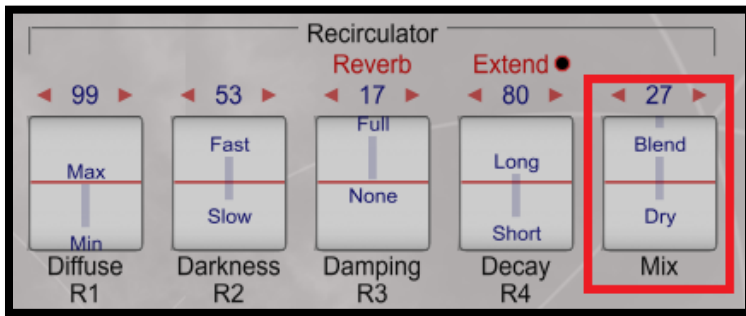 Recirculator
Reverb Extend
99 53 17 80 27
Max Fast Full Long Blend
Min Slow None Short Dry
Diffuse Darkness Damping Decay Mix
R1 R2 R3 R4